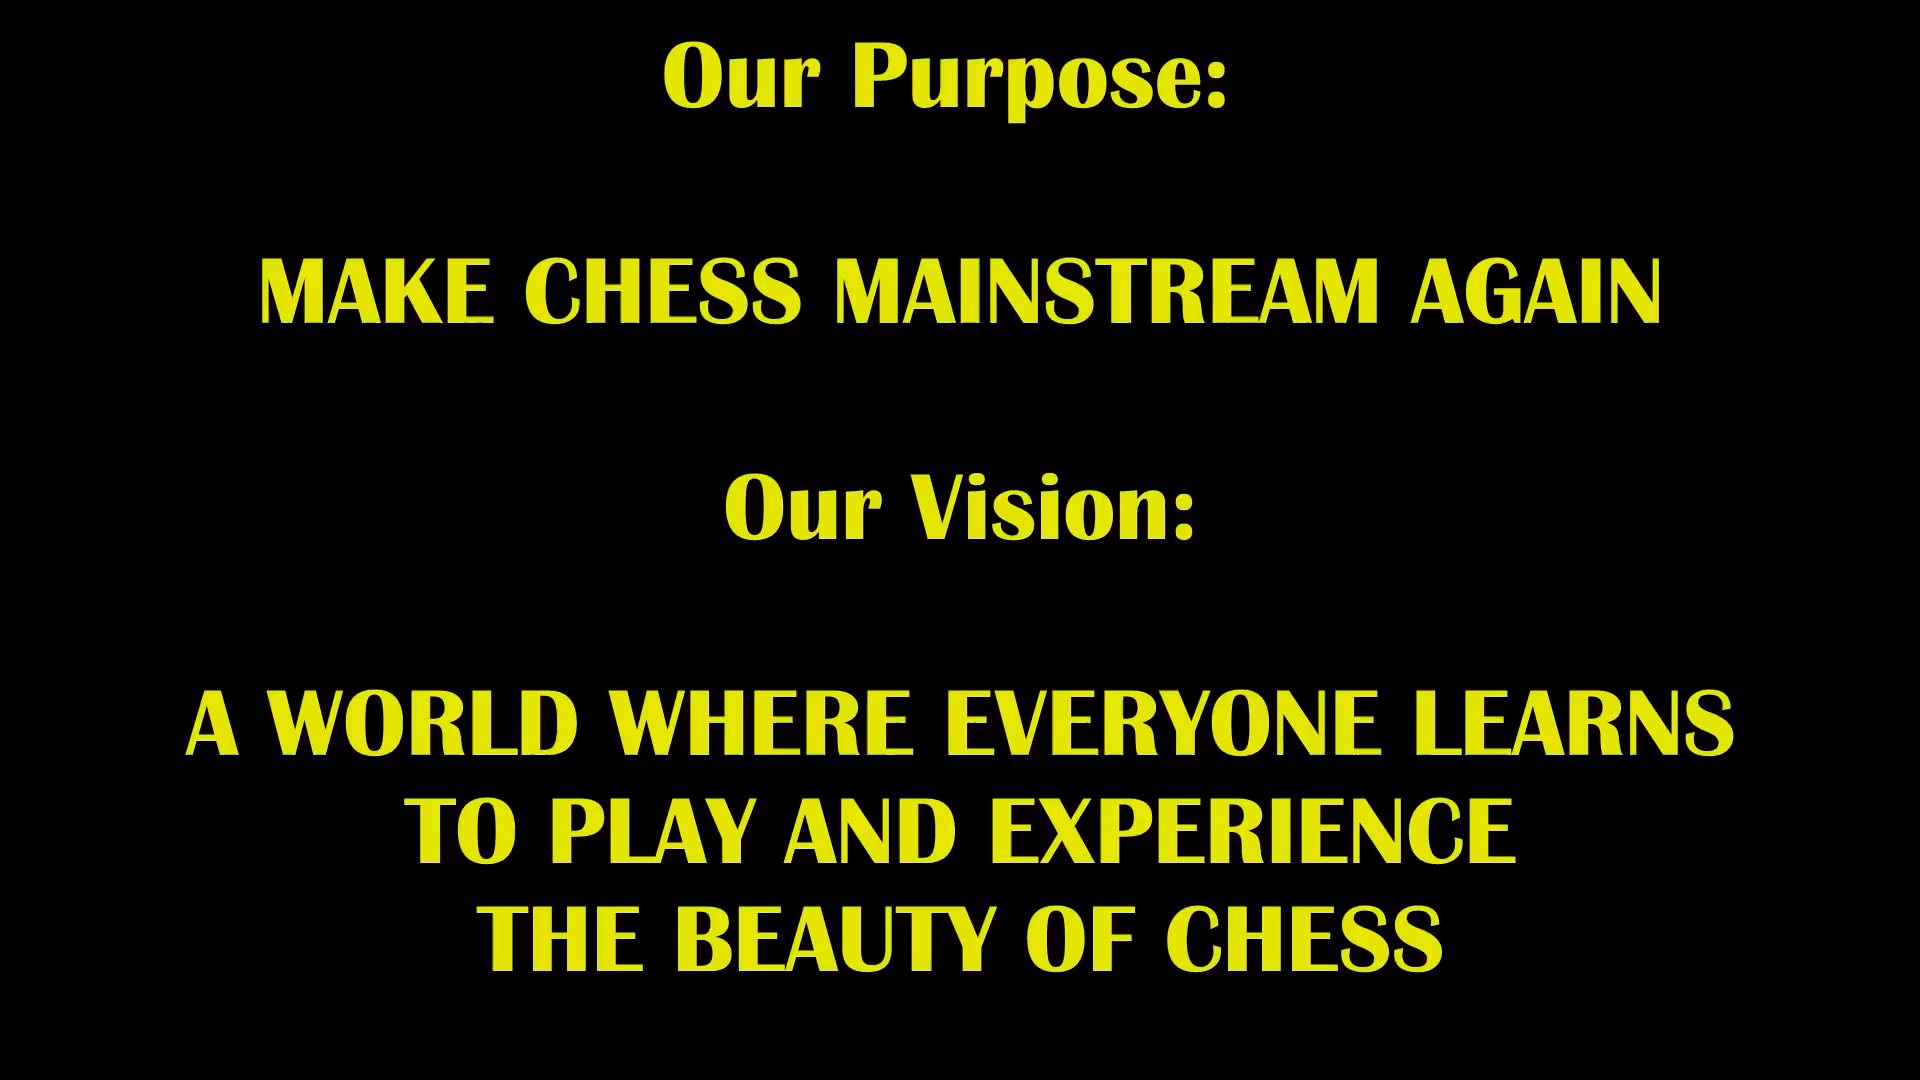 Our Purpose:
MAKE CHESS MAINSTREAM AGAIN
Our Vision:
A WORLD WHERE EVERYONE LEARNS
TO PLAY AND EXPERIENCE
THE BEAUTY OF CHESS